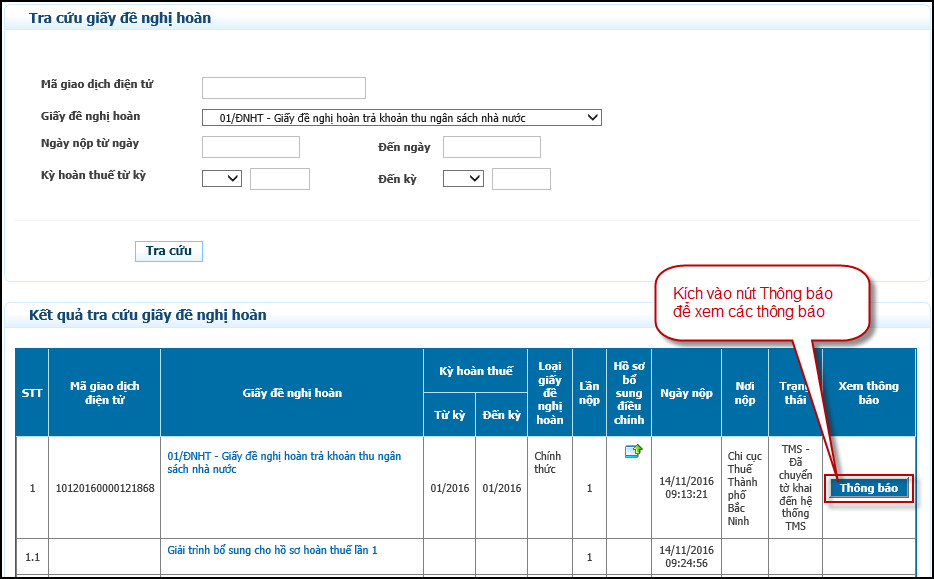 Tra cứu giấy đề nghị hoàn
Mã giao dịch điện tử
Giấy đề nghị hoàn
01/ĐNHT - Giấy đề nghị hoàn trả khoản thu ngân sách nhà nước
Ngày nộp từ ngày
Đến ngày
Kỳ hoàn thuế từ kỳ
Đến kỳ
Tra cứu
Kích vào nút Thông báo
để xem các thông báo
Kết quả tra cứu giấy đề nghị hoàn
STT
Mã giao dịch
điện tử
Giấy đề nghị hoàn
Kỳ hoàn thuế
Từ kỳ
Đến kỳ
Loại
giấy
đề
nghị
hoàn
Lần
nộp
Hồ sơ
bổ
sung
điều
chỉnh
Ngày nộp
Nơi
nộp
Trạng
thái
Xem thông
báo
1
10120160000121868
01/ĐNHT - Giấy đề nghị hoàn trả khoản thu ngân
sách nhà nước
01/2016
01/2016
Chính
thức
1
14/11/2016
09:13:21
Chi cục
Thuế
Thành
phố
Bắc
Ninh
TMS -
Đã
chuyển
tờ khai
đến hệ
thống
TMS
Thông báo
1.1
Giải trình bổ sung cho hồ sơ hoàn thuế lần 1
1
14/11/2016
09:24:56